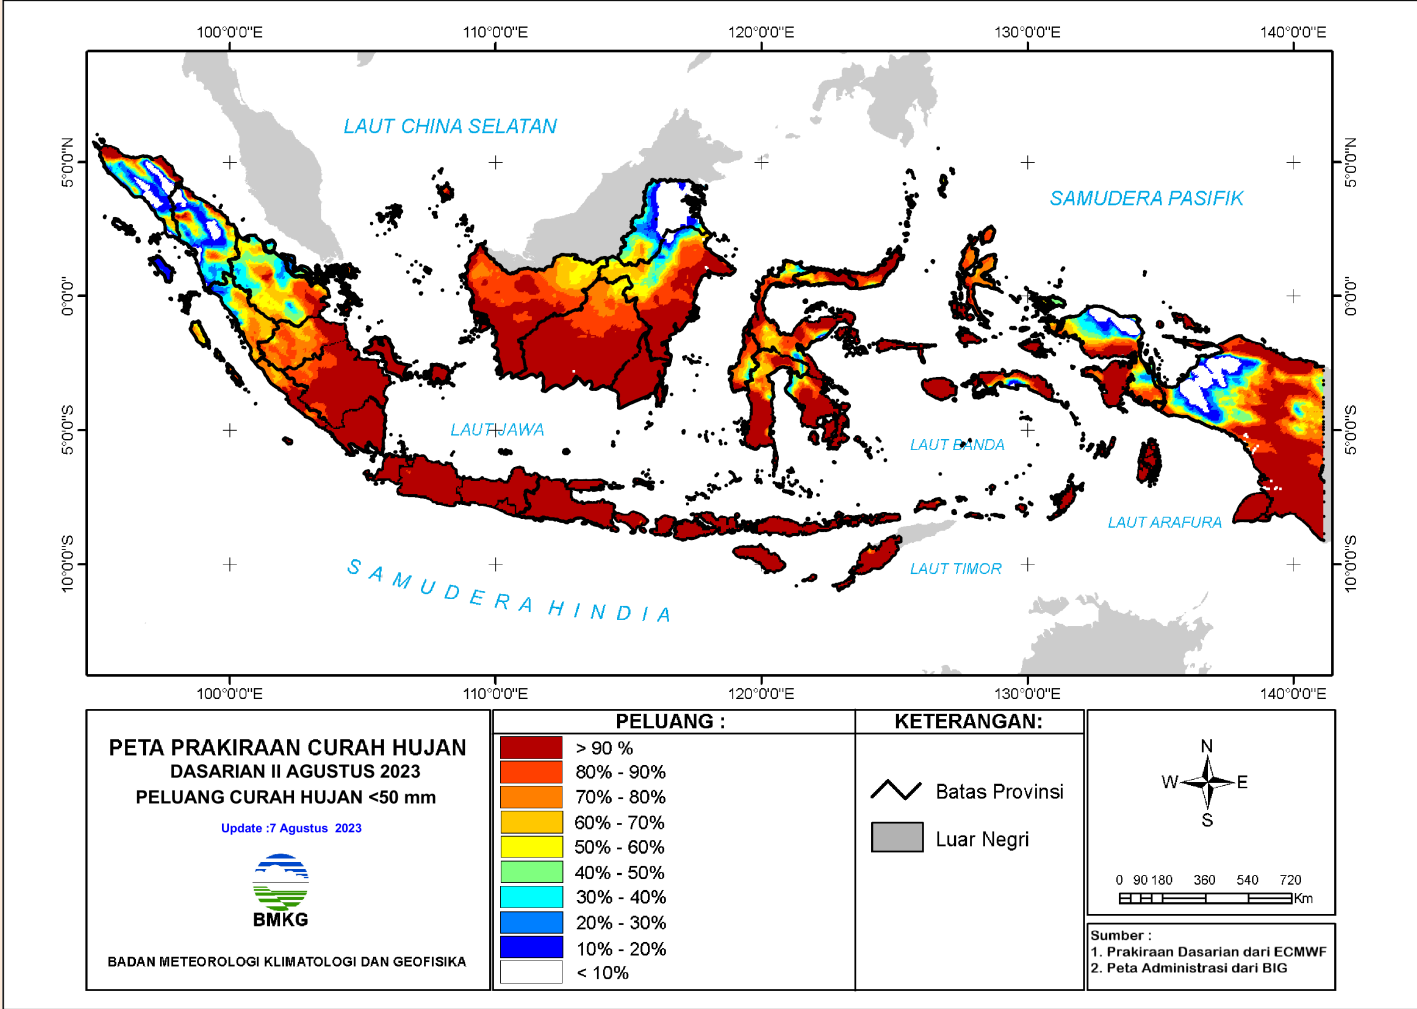 100°0'0"E 110°0'0"E 120°0'0"E 130°0'0"E 140°0'0"E
5°0'0"N 5°0'0"N
LAUT CHINA SELATAN
SAMUDERA PASIFIK
0°0'0" 0°0'0"
LAUT JAWA
LAUT BANDA
5°0'0"S 5°0'0"S
LAUT ARAFURA
LAUT TIMOR
10°0'0"S 10°0'0"S
SAMUDERA HINDIA
100°0'0"E 110°0'0"E 120°0'0"E 130°0'0"E 140°0'0"E
PETA PRAKIRAAN CURAH HUJAN
DASARIAN II AGUSTUS 2023
PELUANG CURAH HUJAN <50 mm
Update :7 Agustus 2023
BMKG
BADAN METEOROLOGI KLIMATOLOGI DAN GEOFISIKA
PELUANG :
> 90 %
80% - 90%
70% - 80%
60% - 70%
50% - 60%
40% - 50%
30% - 40%
20% - 30%
10% - 20%
< 10%
KETERANGAN:
Batas Provinsi
Luar Negri
N
W E
S
0 90 180 360 540 720
Km
Sumber :
1. Prakiraan Dasarian dari ECMWF
2. Peta Administrasi dari BIG